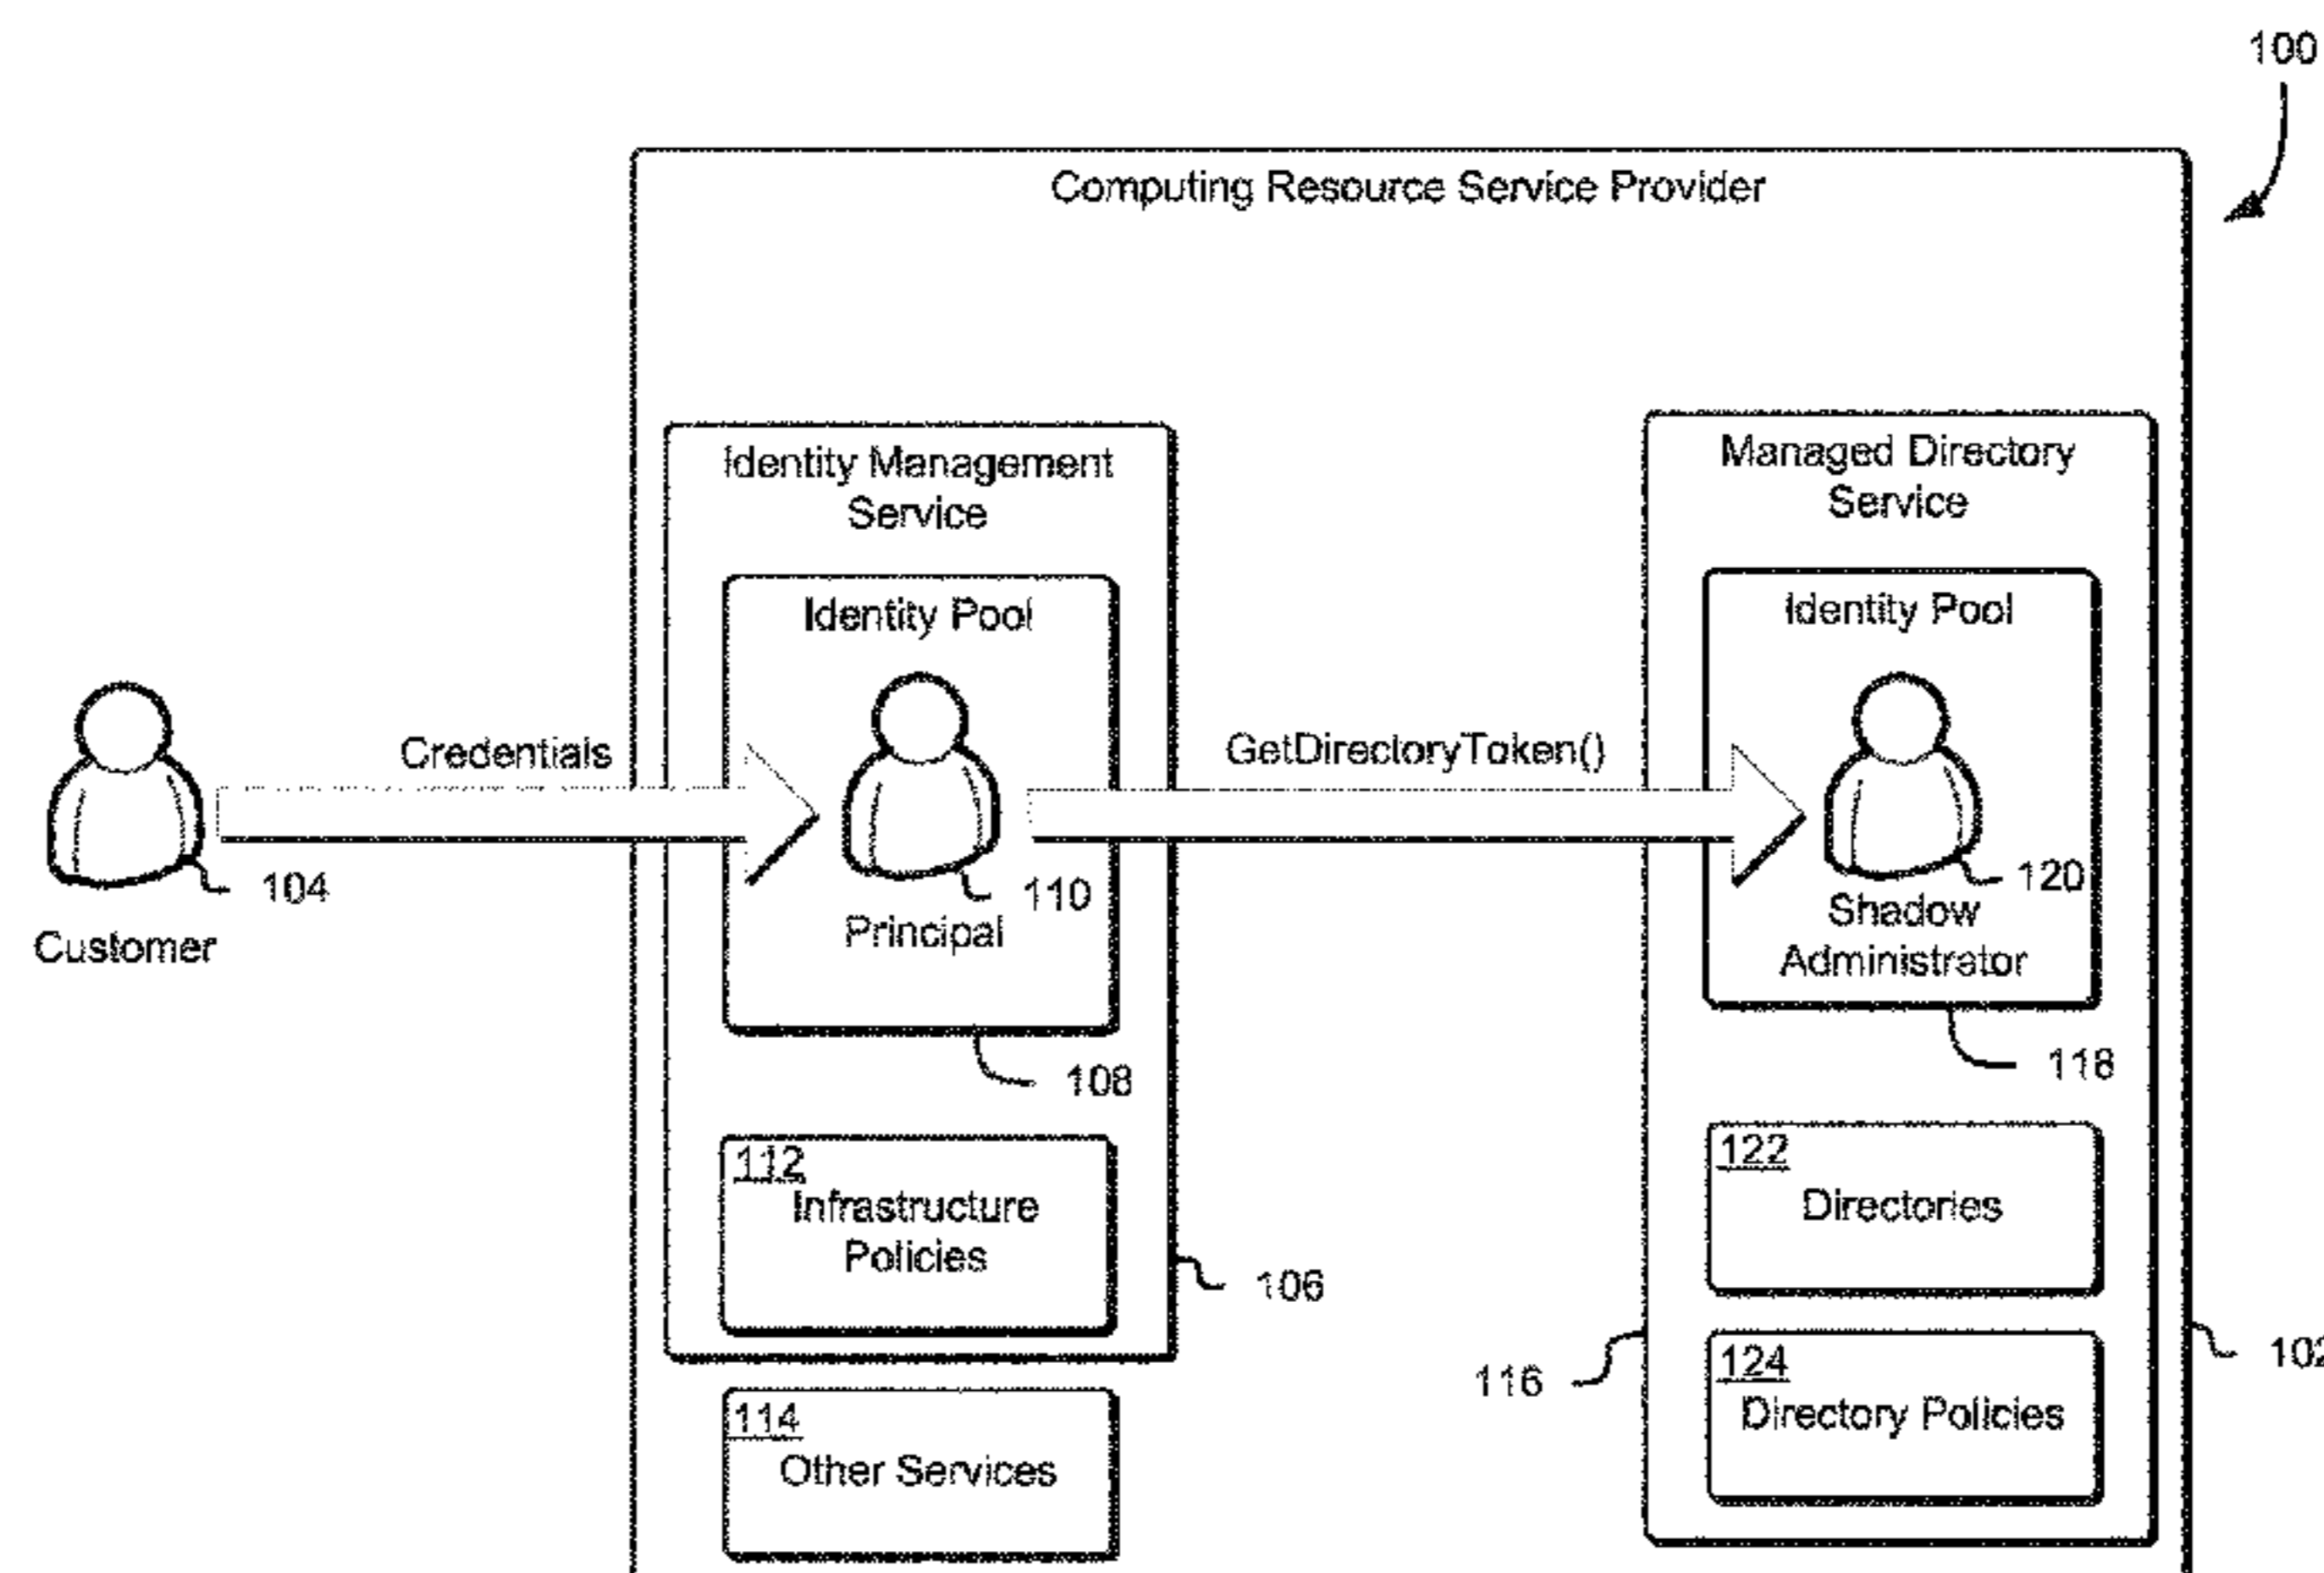 100
Computing Resource Service Provider
Identity Management
Service
Managed Directory
Service
Identity Pool
Identity Pool
Credentials
GetDirectoryToken()
104
110
120
Customer
Principal
Shadow
Administrator
108
118
112
Infrastructure
Policies
122
Directories
106
116
102
124
Directory Policies
114
Other Services